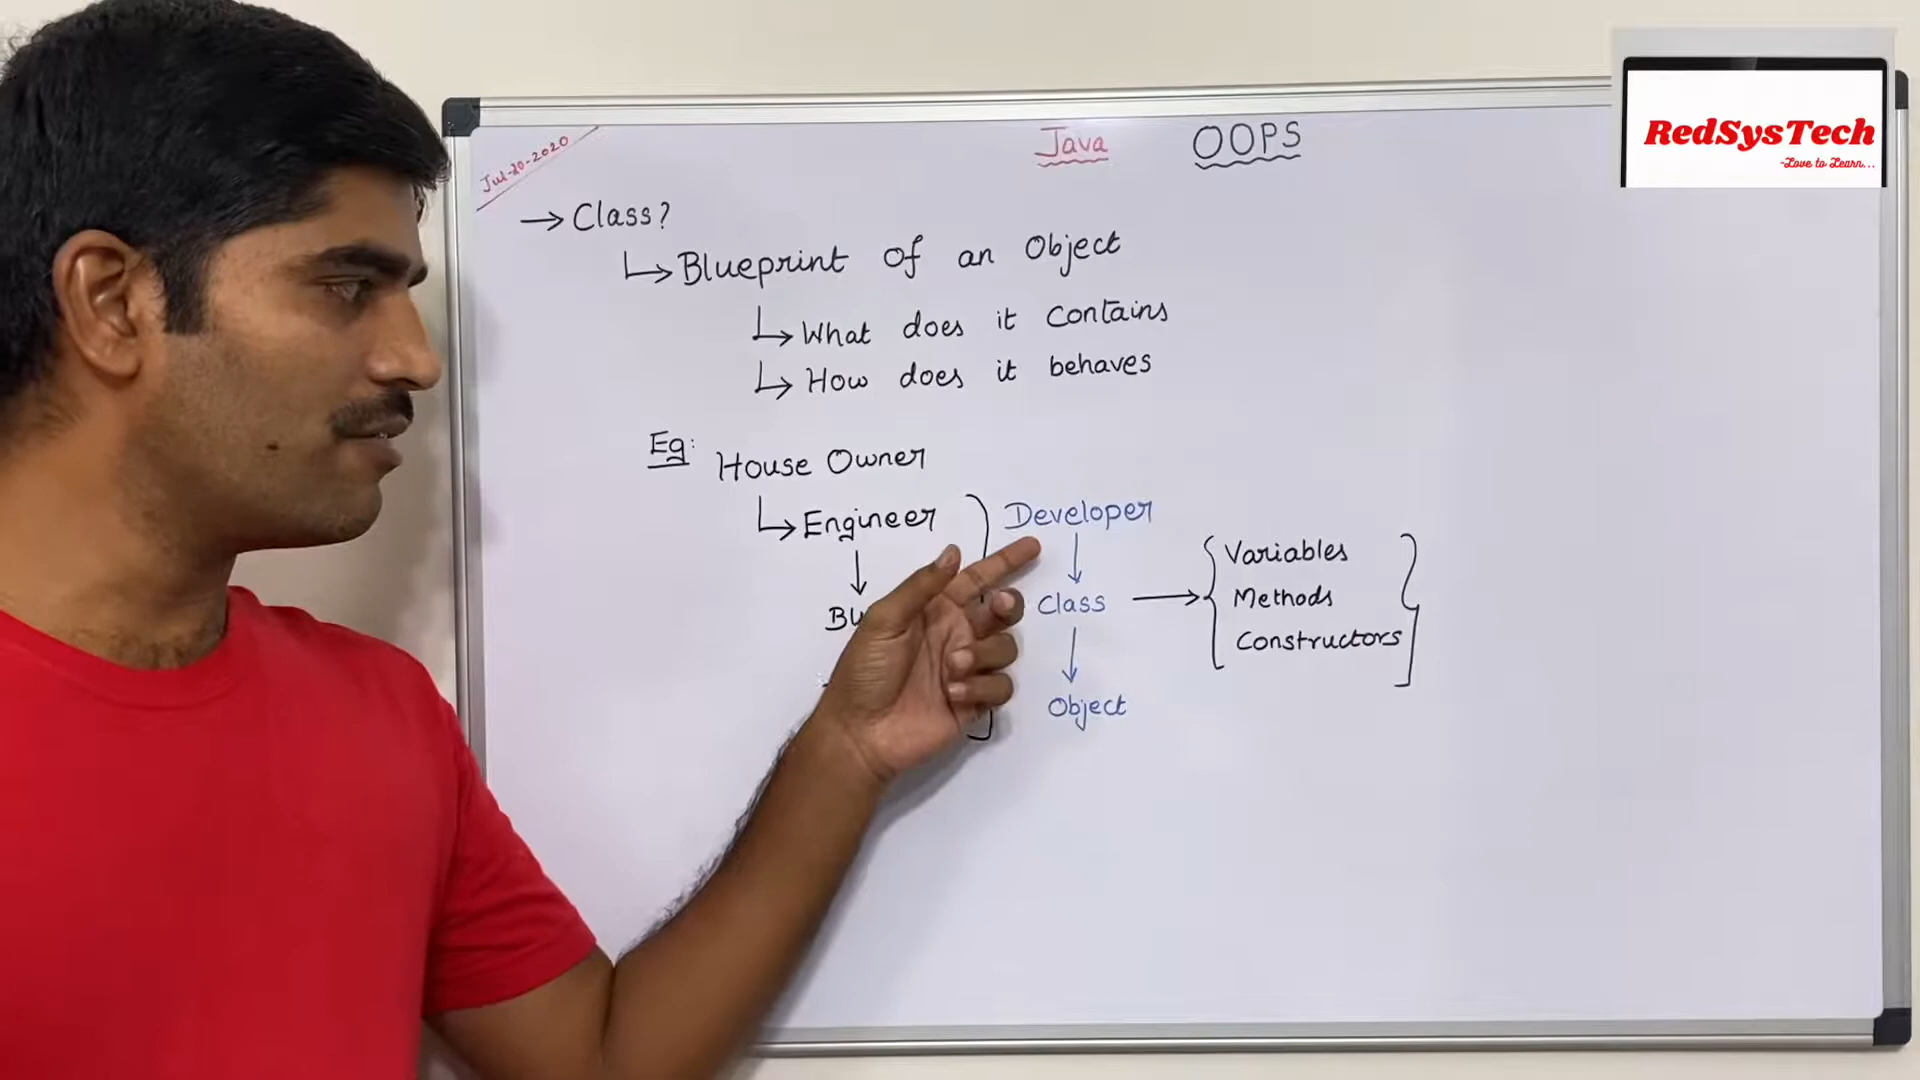 Jul-20-2020
Java OOPS
RedSysTech
-Love to Learn...
→ Class?
↳ Blueprint of an Object
↳ What does it contains
↳ How does it behaves
Eg: House Owner
↳ Engineer
Developer
Class → { Variables
Methods
Constructors }
Object